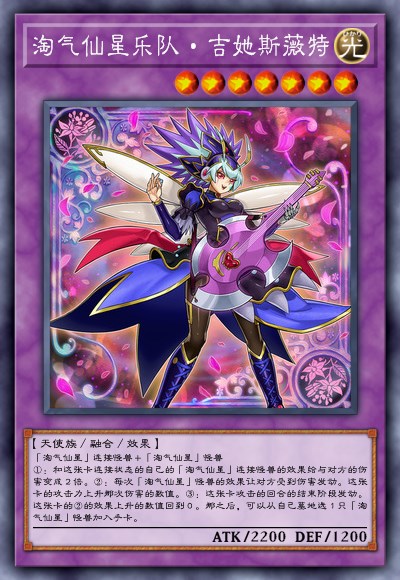 淘气仙星乐队·吉她斯薇特
光
【天使族/融合/效果】
「淘气仙星」连接怪兽+「淘气仙星」怪兽
①：和这张卡连接状态的自己的「淘气仙星」连接怪兽的效果给与对方的伤
害变成2倍。②：每次「淘气仙星」怪兽的效果让对方受到伤害发动。这张
卡的攻击力上升那次伤害的数值。③：这张卡攻击的回合的结束阶段发动。
这张卡的②的效果上升的数值回到0。那之后，可以从自己墓地选1只「淘
气仙星」怪兽加入手卡。
ATK/2200 DEF/1200